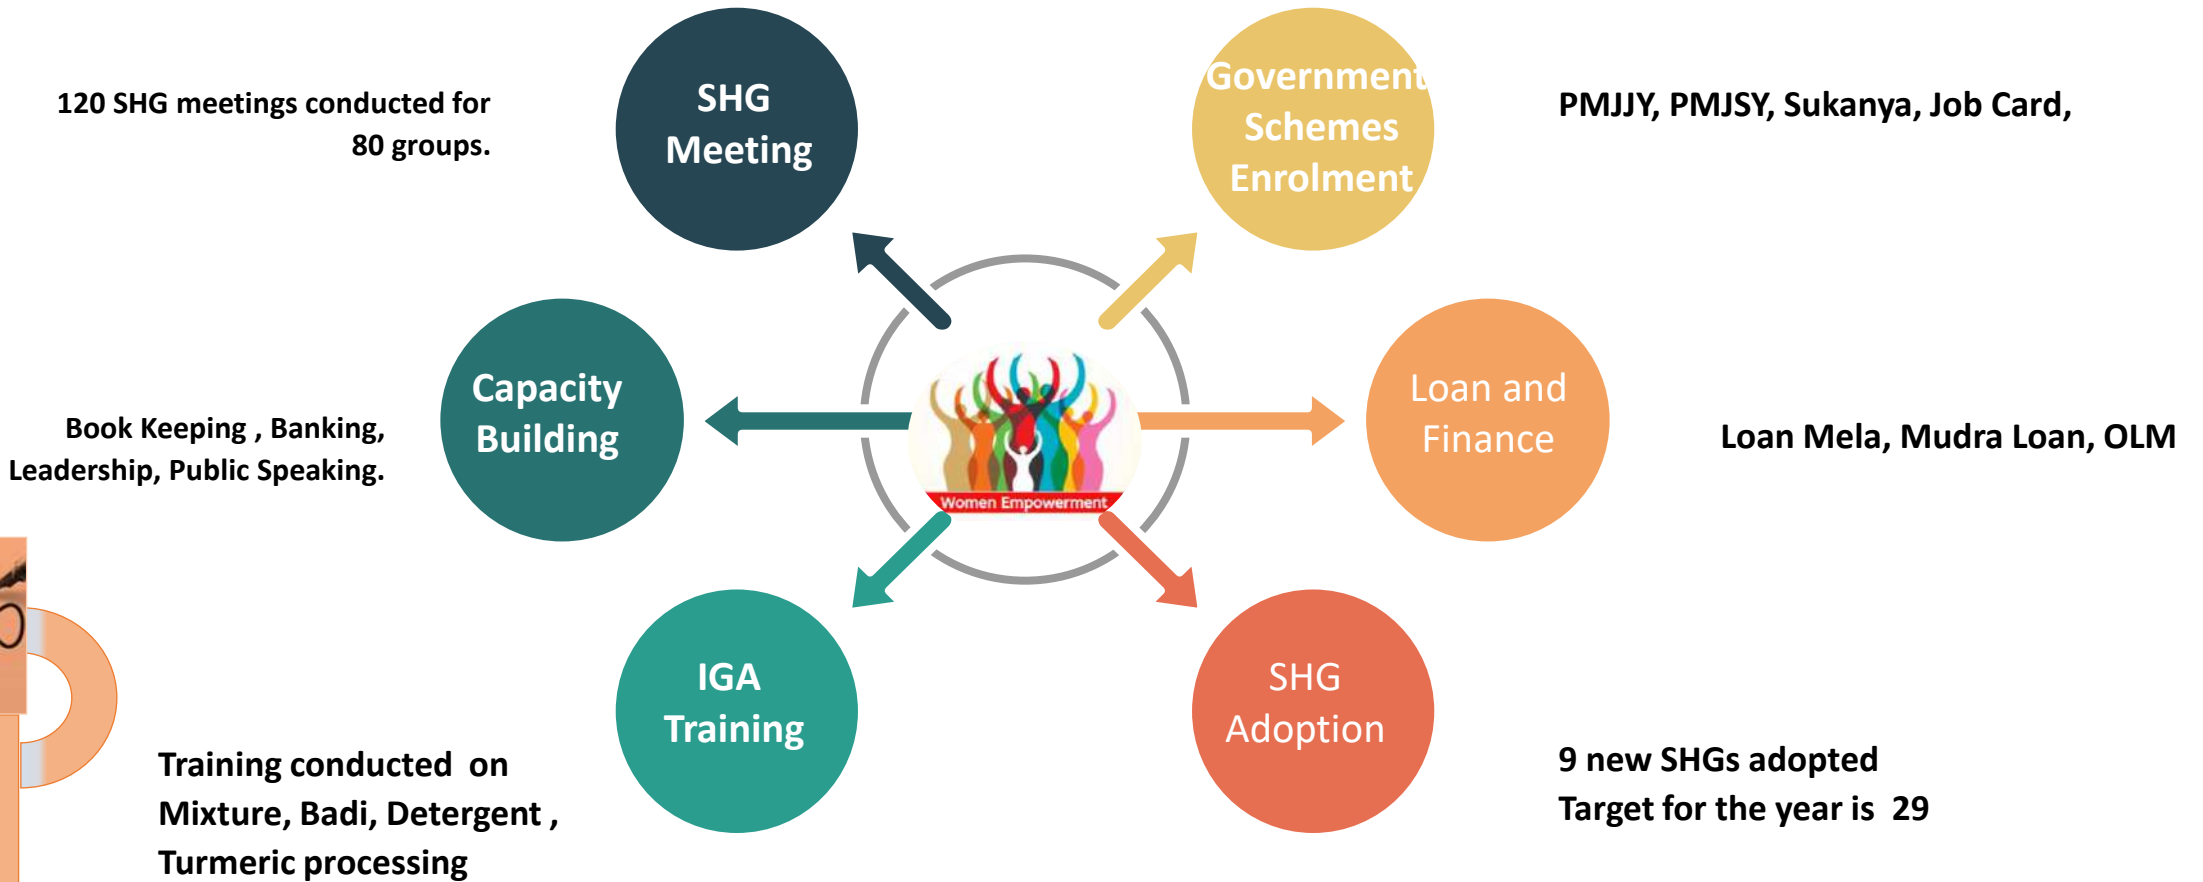 120 SHG meetings conducted for
80 groups.
SHG
Meeting
Government
Schemes
Enrolment
PMJJY, PMJSY, Sukanya, Job Card,
Book Keeping , Banking,
Leadership, Public Speaking.
Capacity
Building
Women Empowerment
Loan and
Finance
Loan Mela, Mudra Loan, OLM
Training conducted  on
Mixture, Badi, Detergent ,
Turmeric processing
IGA
Training
SHG
Adoption
9 new SHGs adopted
Target for the year is  29